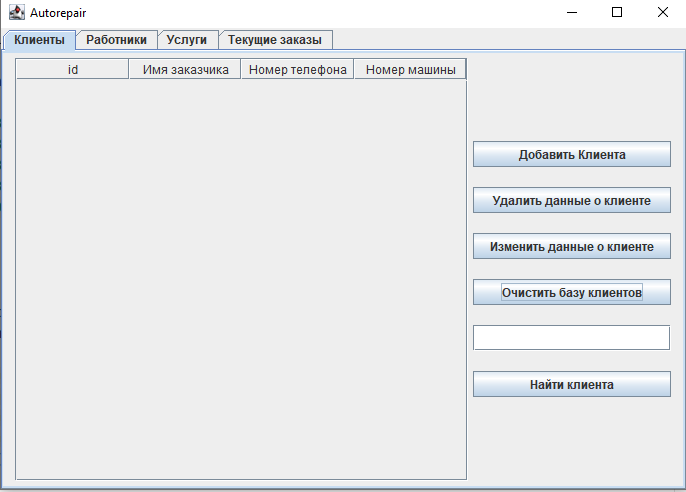 Autorepair
Клиенты Работники Услуги Текущие заказы
id Имя заказчика Номер телефона Номер машины
Добавить Клиента
Удалить данные о клиенте
Изменить данные о клиенте
Очистить базу клиентов
Найти клиента